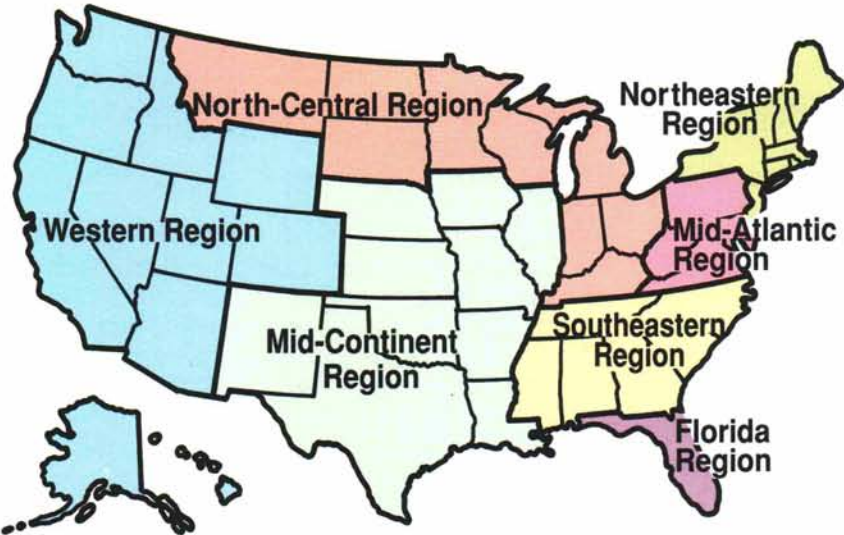 North-Central Region
Northeastern
Region
Western Region
Mid-Atlantic
Region
Mid-Continent
Region
Southeastern
Region
Florida
Region